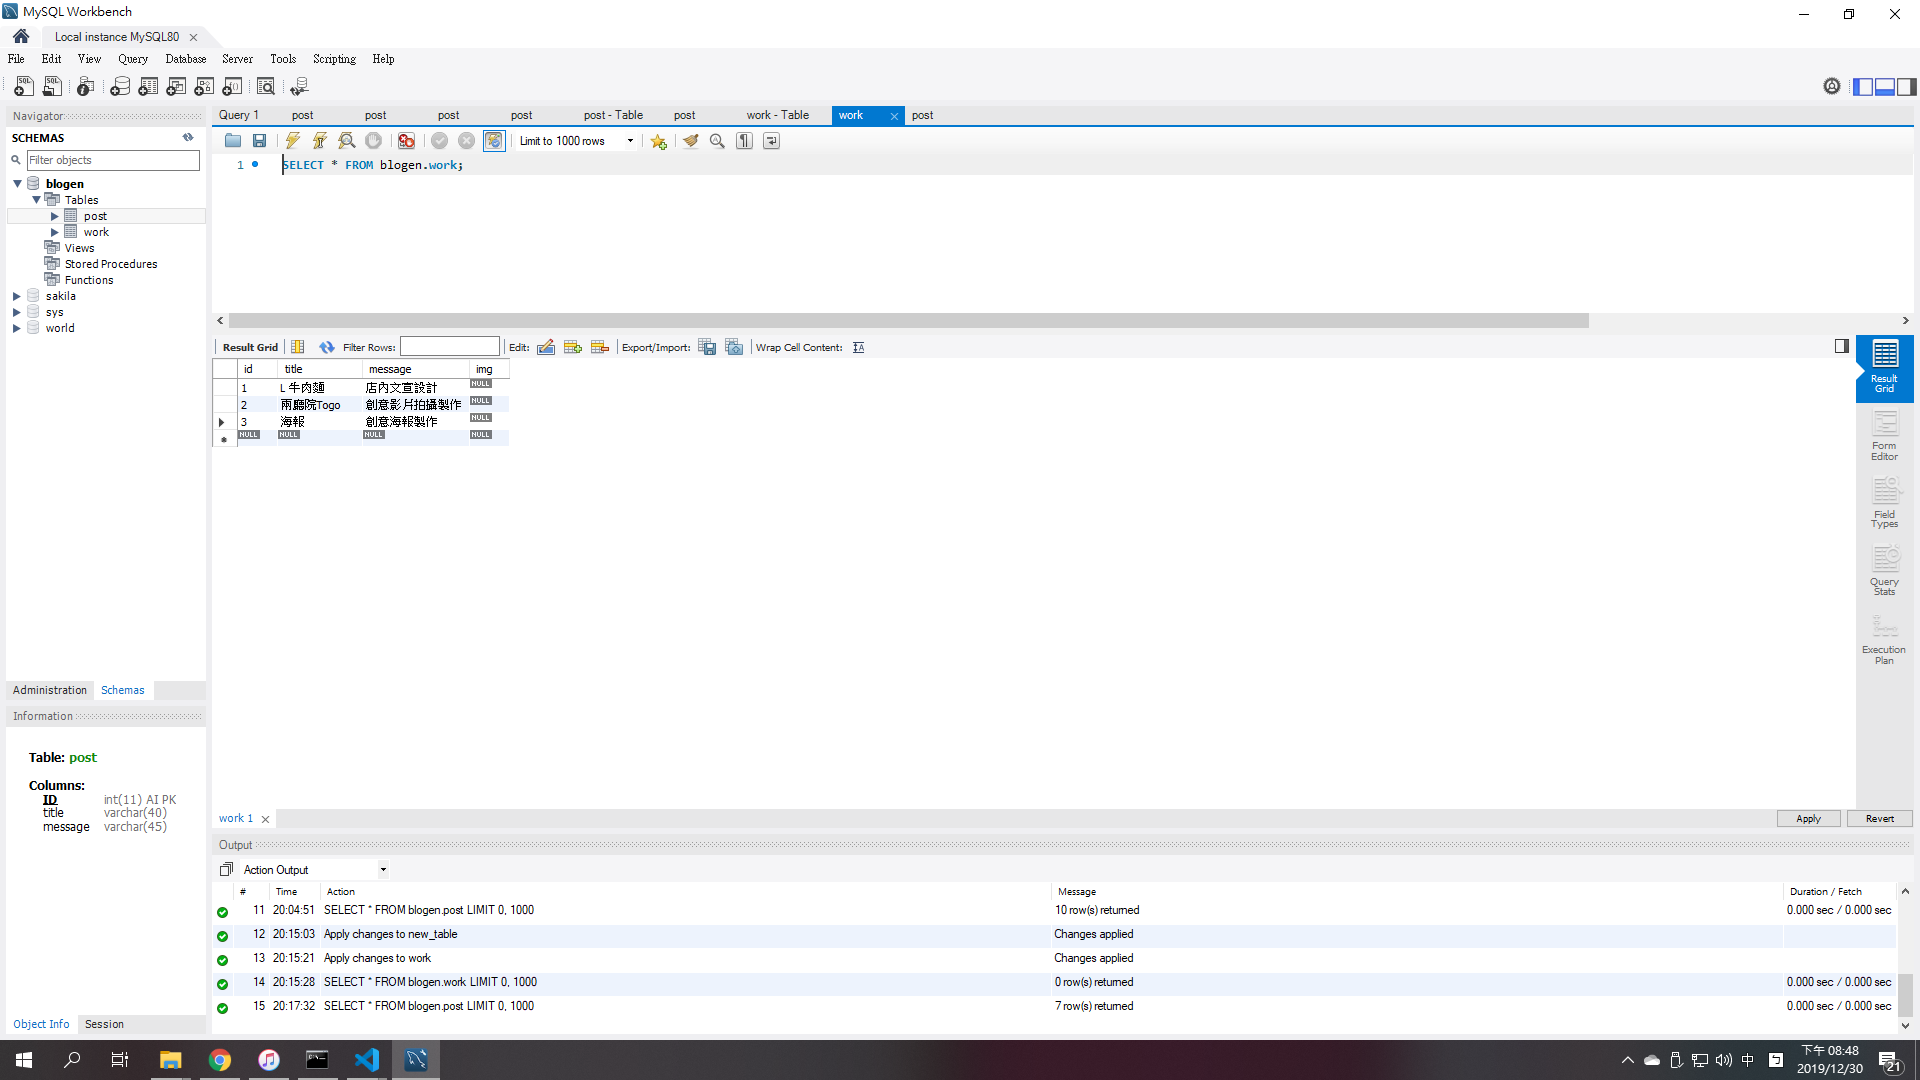 MySQL Workbench
Local instance MySQL80
File Edit View Query Database Server Tools Scripting Help
Navigator
SCHEMAS
Filter objects
blogen
Tables
post
work
Views
Stored Procedures
Functions
sakila
sys
world
Administration Schemas
Information
Table: post
Columns:
ID int(11) AI PK
title varchar(40)
message varchar(45)
Object Info Session
Query 1 post post post post post - Table post work - Table work post
Limit to 1000 rows
1 SELECT * FROM blogen.work;
Result Grid Filter Rows: Edit: Export/Import: Wrap Cell Content:
id title message img
1 L 牛肉麵 店內文宣設計 NULL
2 兩廳院Togo 創意影片拍攝製作 NULL
3 海報 創意海報製作 NULL
NULL NULL NULL NULL
Result
Grid
Form
Editor
Field
Types
Query
Stats
Execution
Plan
work 1 Apply Revert
Output
Action Output
# Time Action Message Duration / Fetch
11 20:04:51 SELECT * FROM blogen.post LIMIT 0, 1000 10 row(s) returned 0.000 sec / 0.000 sec
12 20:15:03 Apply changes to new_table Changes applied
13 20:15:21 Apply changes to work Changes applied
14 20:15:28 SELECT * FROM blogen.work LIMIT 0, 1000 0 row(s) returned 0.000 sec / 0.000 sec
15 20:17:32 SELECT * FROM blogen.post LIMIT 0, 1000 7 row(s) returned 0.000 sec / 0.000 sec
中 下午 08:48
2019/12/30
21